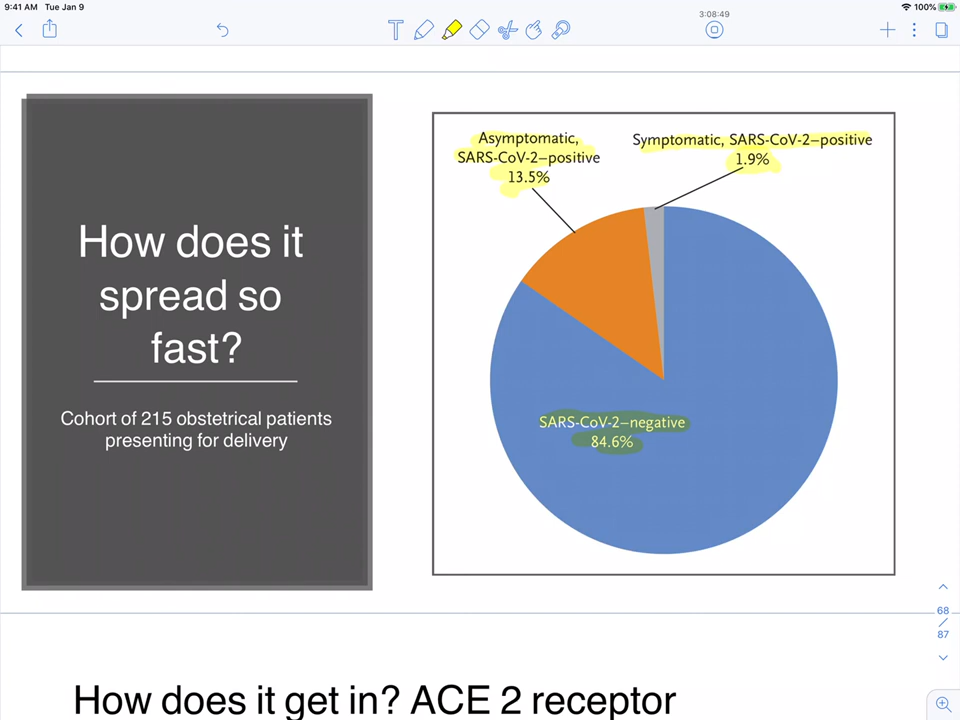 9:41 AM Tue Jan 9
100%
3:08:49
How does it
spread so
fast?
Cohort of 215 obstetrical patients
presenting for delivery
Asymptomatic,
SARS-CoV-2–positive
13.5%
Symptomatic, SARS-CoV-2–positive
1.9%
SARS-CoV-2–negative
84.6%
68
/
87
How does it get in? ACE 2 receptor